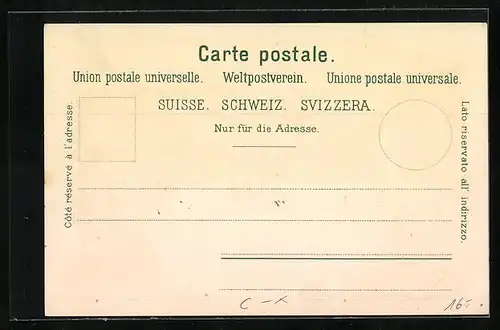 Carte postale.
Union postale universelle. Weltpostverein. Unione postale universale.
SUISSE. SCHWEIZ. SVIZZERA.
Nur für die Adresse.
Côté réservé à l'adresse.
Lato riservato all' indirizzo.
C-x
16.-